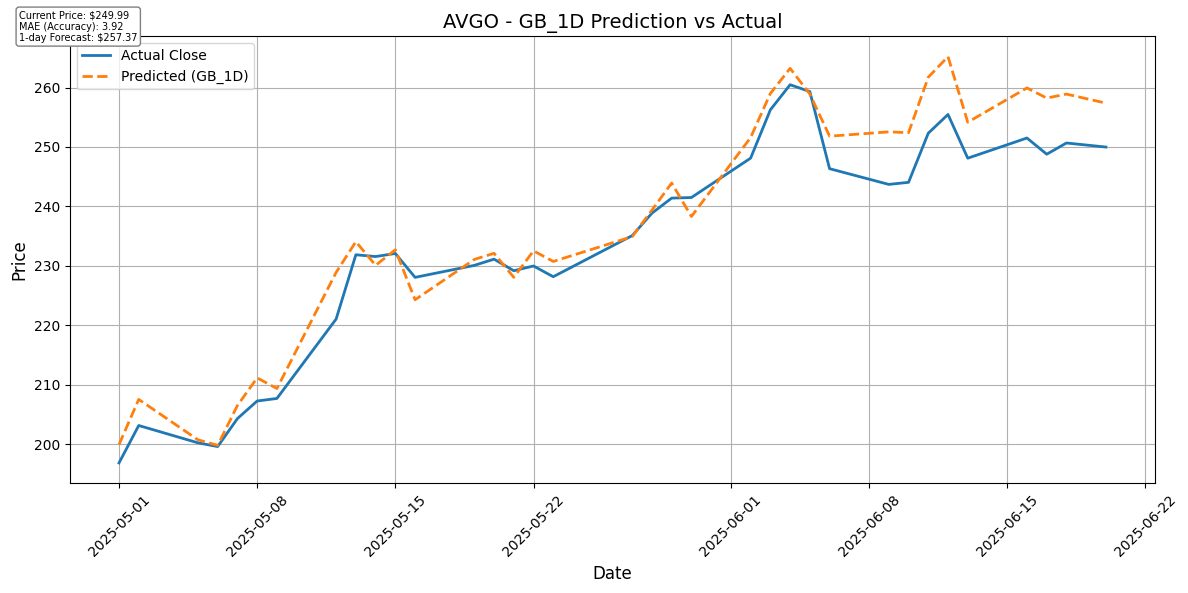 Current Price: $249.99
MAE (Accuracy): 3.92
1-day Forecast: $257.37
AVGO - GB_1D Prediction vs Actual
Actual Close
Predicted (GB_1D)
Price
260
250
240
230
220
210
200
2025-05-01
2025-05-08
2025-05-15
2025-05-22
2025-06-01
2025-06-08
2025-06-15
2025-06-22
Date